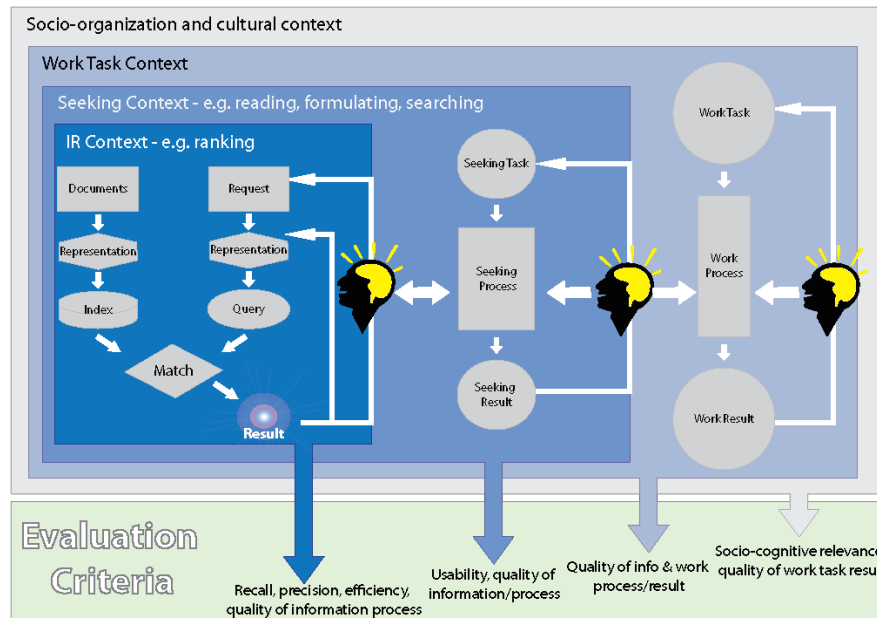 Socio-organization and cultural context
Work Task Context
Seeking Context - e.g. reading, formulating, searching
IR Context - e.g. ranking
Documents
Request
Representation
Representation
Index
Query
Match
Result
Seeking Task
Seeking
Process
Seeking
Result
Work Task
Work
Process
Work Result
Evaluation
Criteria
Recall, precision, efficiency,
quality of information process
Usability, quality of
information/process
Quality of info & work
process/result
Socio-cognitive relevance
quality of work task resu